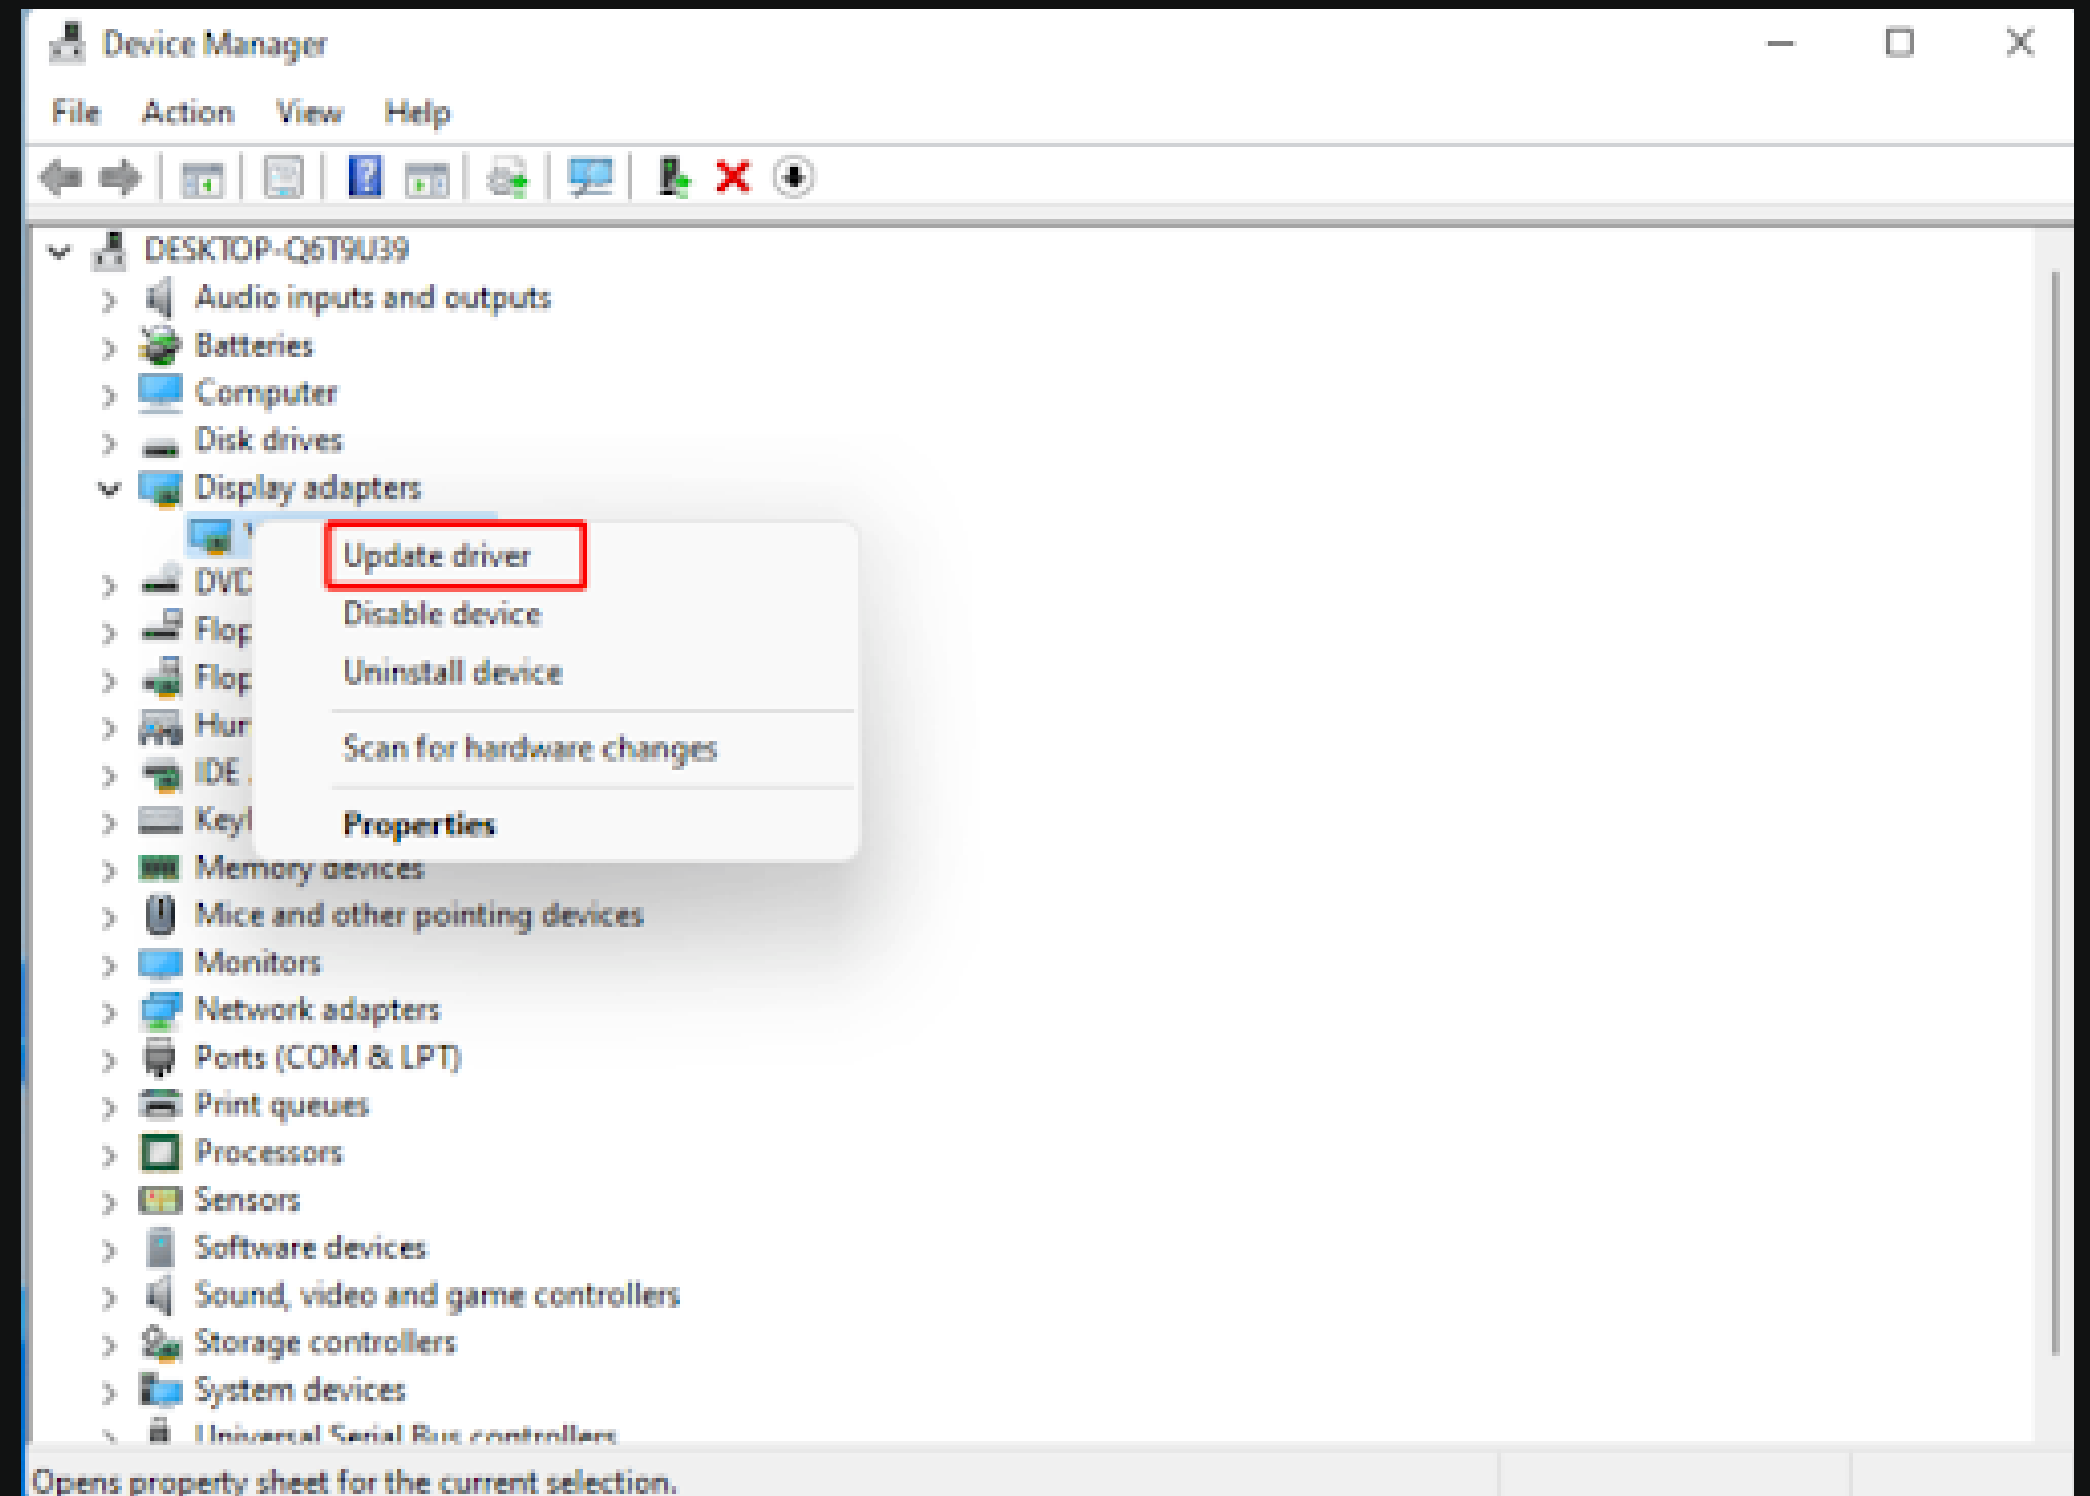 Device Manager
File Action View Help
DESKTOP-Q6T9U39
Audio inputs and outputs
Batteries
Computer
Disk drives
Display adapters
Update driver
DVD
Disable device
Flop
Uninstall device
Flop
Hur
Scan for hardware changes
IDE
Key
Properties
Memory devices
Mice and other pointing devices
Monitors
Network adapters
Ports (COM & LPT)
Print queues
Processors
Sensors
Software devices
Sound, video and game controllers
Storage controllers
System devices
Universal Serial Bus controllers
Opens property sheet for the current selection.